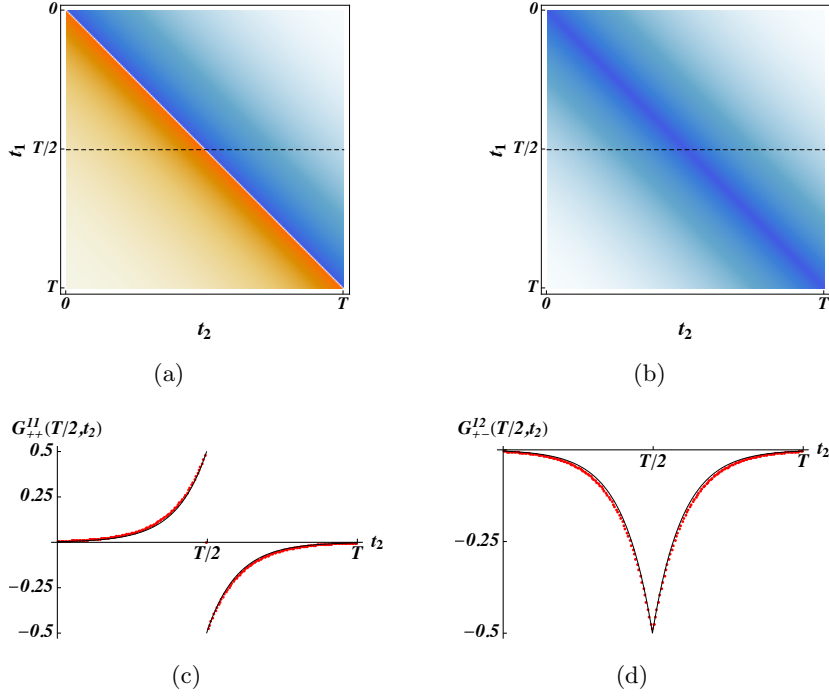 0
t₁
T/2
T
0
T
t₂
(a)
0
t₁
T/2
T
0
T
t₂
(b)
G¹¹₊₊(T/2,t₂)
0.5
0.25
T/2
T
t₂
−0.25
−0.5
(c)
G¹²₊₋(T/2,t₂)
T/2
T
t₂
−0.25
−0.5
(d)